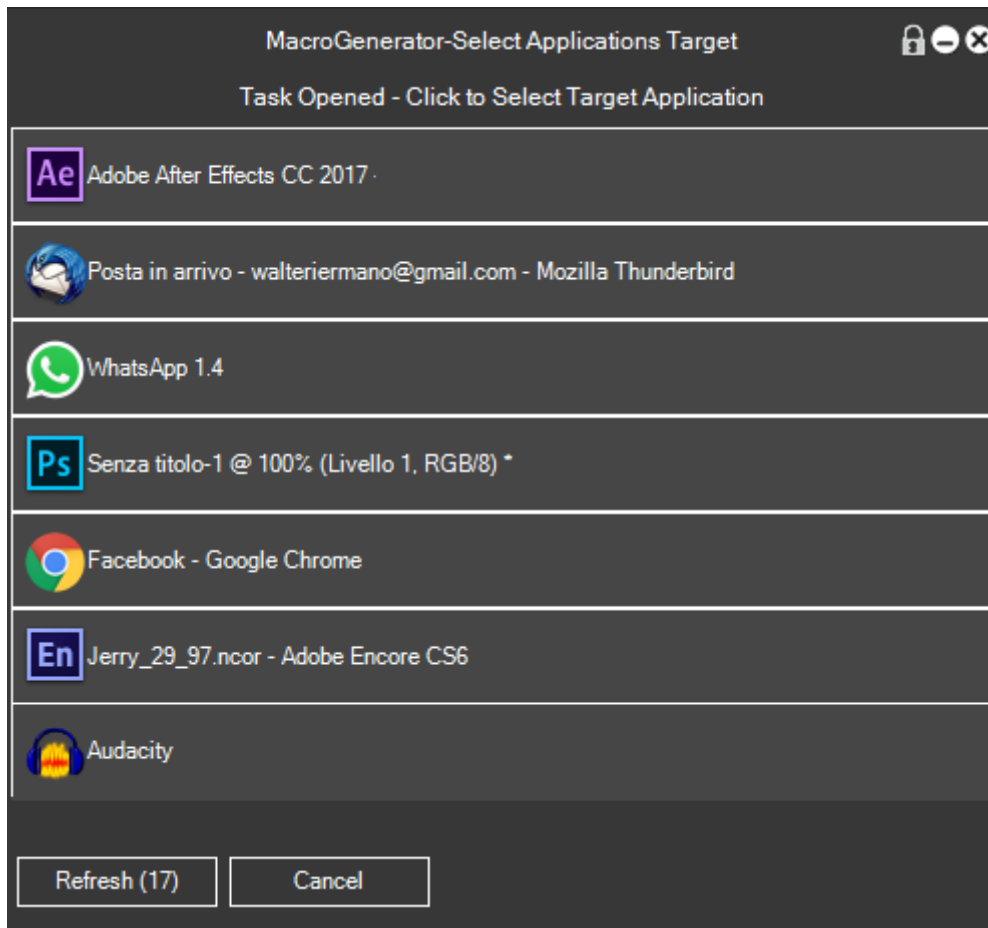 MacroGenerator-Select Applications Target
Task Opened - Click to Select Target Application
Ae Adobe After Effects CC 2017 -
Posta in arrivo - walteriermano@gmail.com - Mozilla Thunderbird
WhatsApp 1.4
Ps Senza titolo-1 @ 100% (Livello 1, RGB/8) *
Facebook - Google Chrome
En Jerry_29_97.ncor - Adobe Encore CS6
Audacity
Refresh (17) Cancel